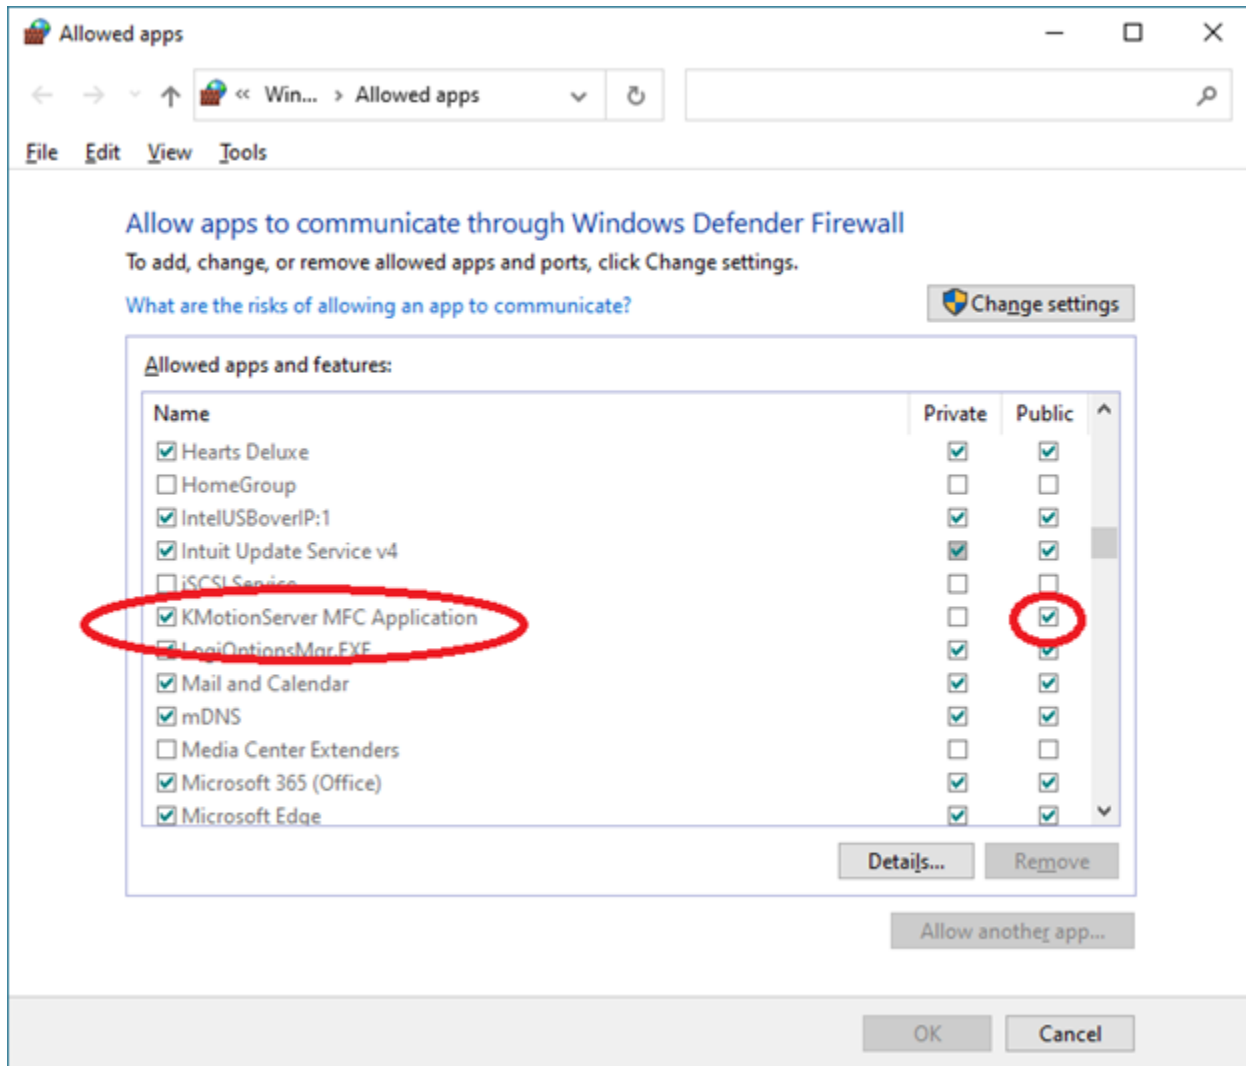 Allowed apps
« Win... › Allowed apps
File Edit View Tools
Allow apps to communicate through Windows Defender Firewall
To add, change, or remove allowed apps and ports, click Change settings.
What are the risks of allowing an app to communicate?
Change settings
Allowed apps and features:
Name Private Public
Hearts Deluxe
HomeGroup
IntelUSBoverIP:1
Intuit Update Service v4
iSCSI Service
KMotionServer MFC Application
LogiOptionsMgr.EXE
Mail and Calendar
mDNS
Media Center Extenders
Microsoft 365 (Office)
Microsoft Edge
Details... Remove
Allow another app...
OK Cancel